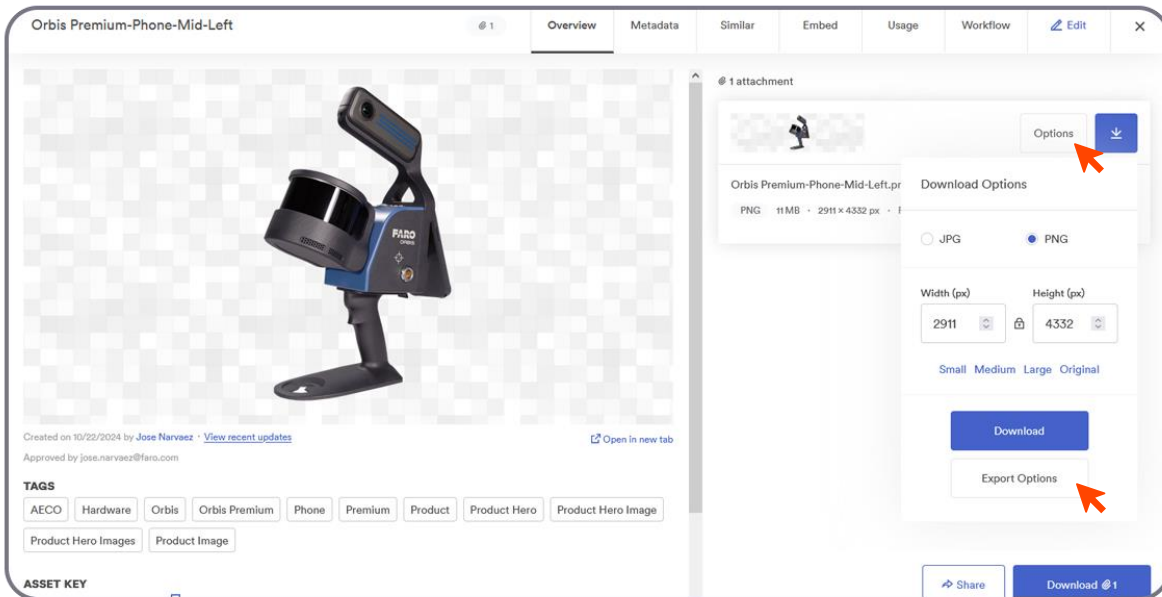 Orbis Premium-Phone-Mid-Left
1
Overview
Metadata
Similar
Embed
Usage
Workflow
Edit
1 attachment
Options
Orbis Premium-Phone-Mid-Left.pr
PNG 11 MB · 2911 × 4332 px ·
Download Options
JPG
PNG
Width (px) Height (px)
2911 4332
Small Medium Large Original
Download
Export Options
FARO
ORBIS
Created on 10/22/2024 by Jose Narvaez · View recent updates
Open in new tab
Approved by jose.narvaez@faro.com
TAGS
AECO Hardware Orbis Orbis Premium Phone Premium Product Product Hero Product Hero Image
Product Hero Images Product Image
ASSET KEY
Share
Download 1